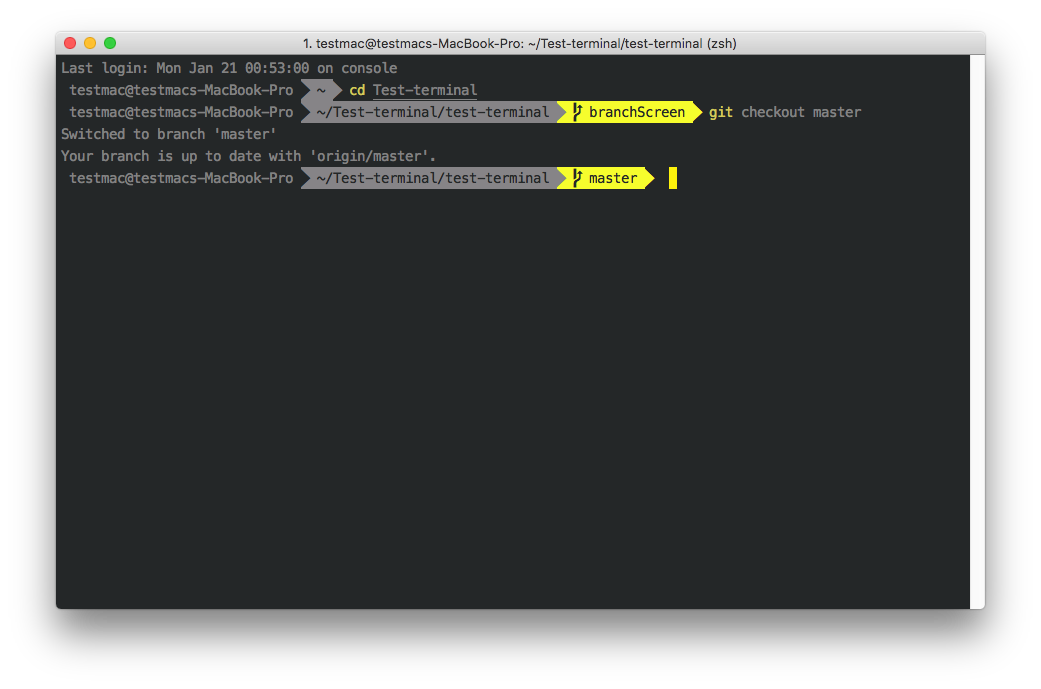 1. testmac@testmacs-MacBook-Pro: ~/Test-terminal/test-terminal (zsh)
Last login: Mon Jan 21 00:53:00 on console
testmac@testmacs-MacBook-Pro ~ cd Test-terminal
testmac@testmacs-MacBook-Pro ~/Test-terminal/test-terminal branchScreen git checkout master
Switched to branch 'master'
Your branch is up to date with 'origin/master'.
testmac@testmacs-MacBook-Pro ~/Test-terminal/test-terminal master